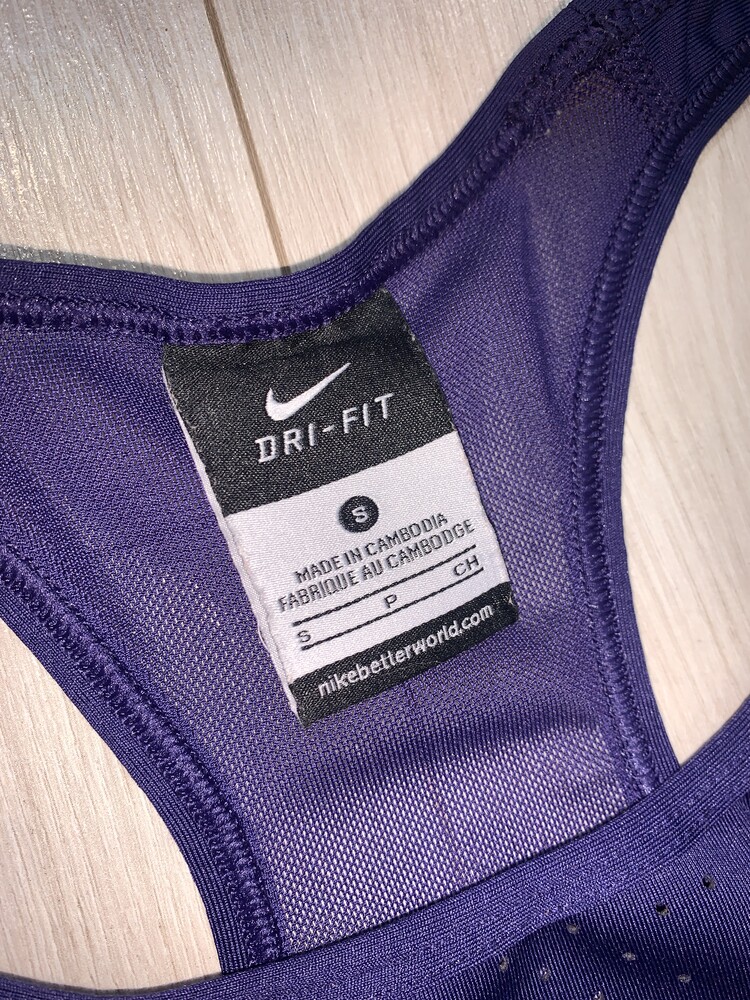 DRI-FIT
S
MADE IN CAMBODIA
FABRIQUE AU CAMBODGE
S P CH
nikebetterworld.com